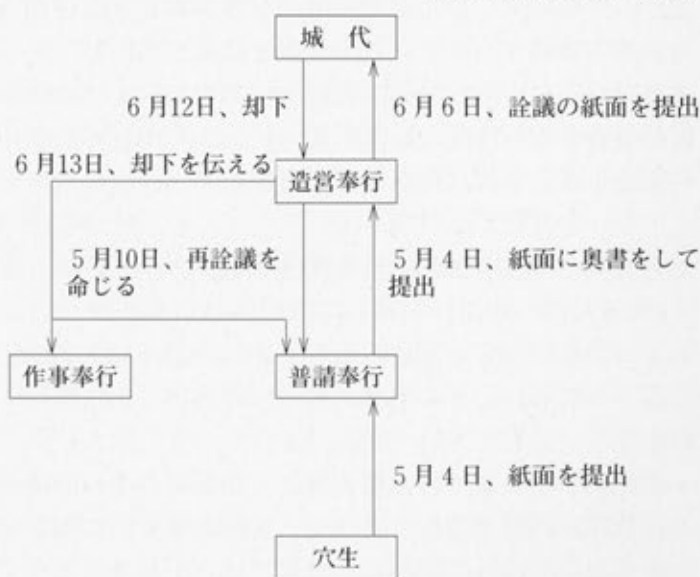 城 代
6月12日、却下
6月6日、詮議の紙面を提出
6月13日、却下を伝える
造営奉行
5月10日、再詮議を
命じる
5月4日、紙面に奥書をして
提出
作事奉行
普請奉行
5月4日、紙面を提出
穴生